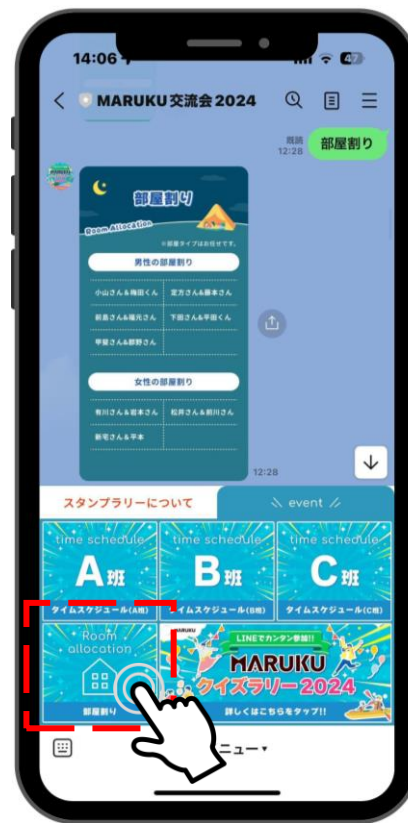 14:06
47
MARUKU交流会2024
既読
12:28
部屋割り
部屋割り
Room Allocation
※部屋タイプはお任せです。
男性の部屋割り
小山さん&梅田くん 定方さん&藤本さん
前島さん&福元さん 下田さん&平田くん
甲斐さん&郡野さん
女性の部屋割り
有川さん&岩本さん 松井さん&前川さん
新宅さん&平本
12:28
スタンプラリーについて
event
time schedule
A班
タイムスケジュール(A班)
time schedule
B班
タイムスケジュール(B班)
time schedule
C班
タイムスケジュール(C班)
Room
allocation
部屋割り
MARUKU
LINEでカンタン参加!!
MARUKU
クイズラリー2024
詳しくはこちらをタップ!!
ニュー▾